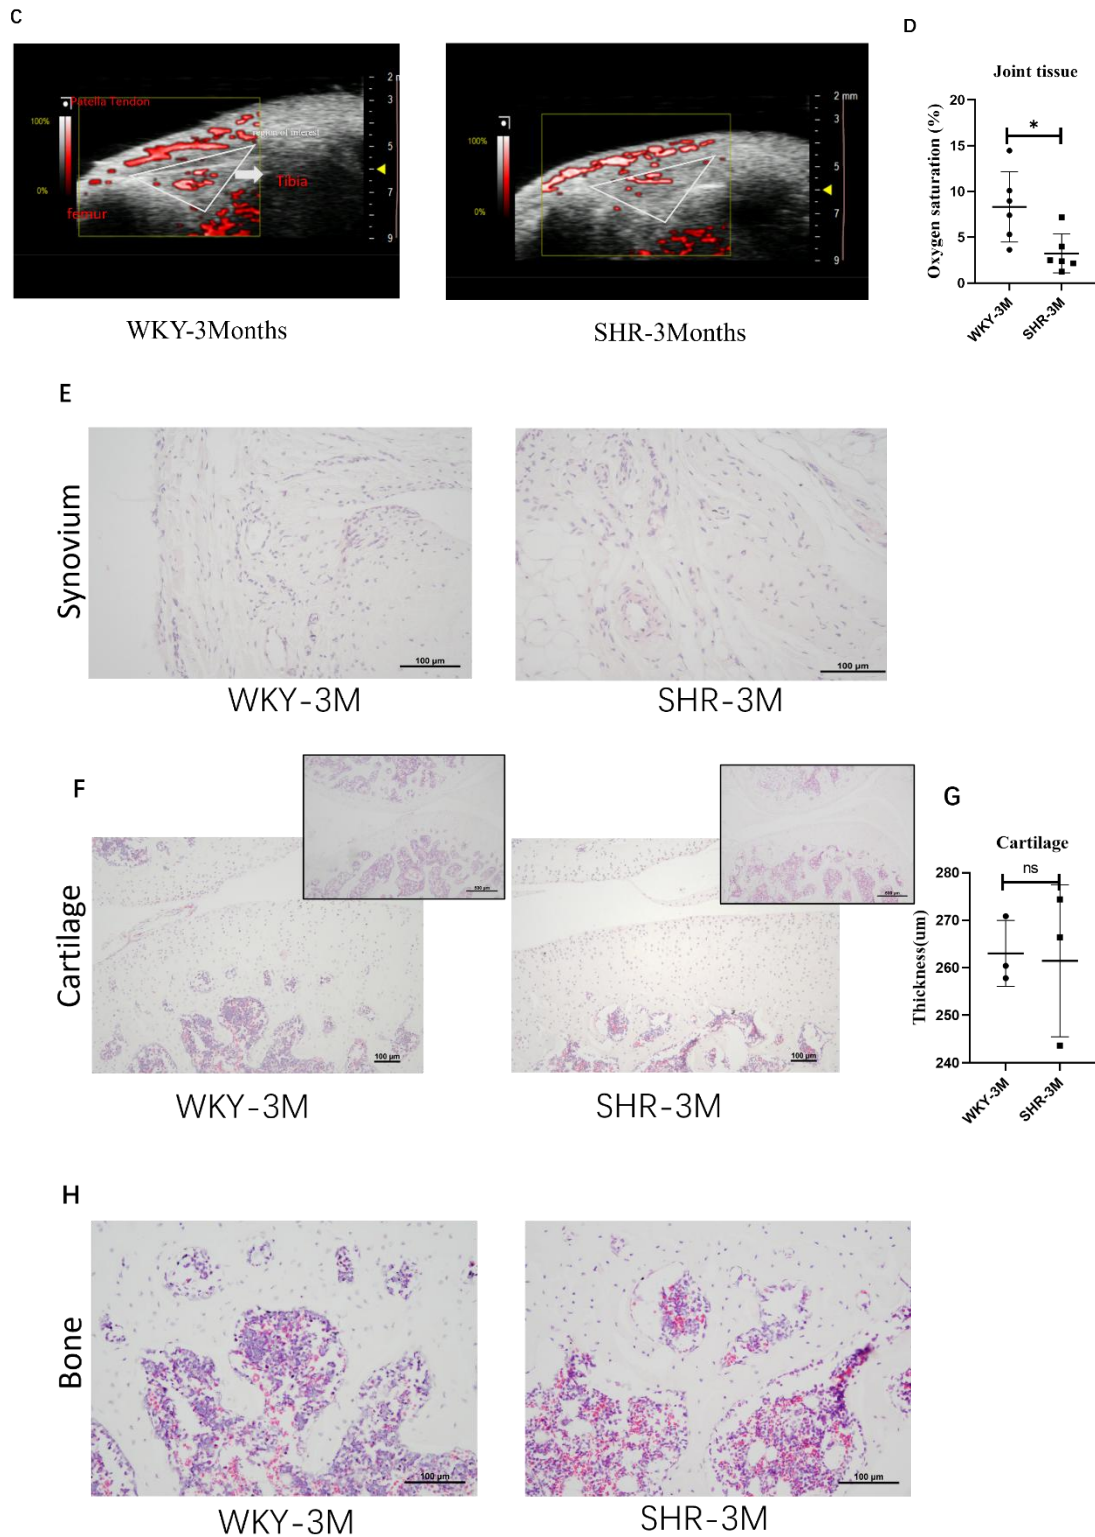 C
D
Patella Tendon
100%
0%
region of interest
Tibia
femur
2 m
3
5
7
9
100%
0%
2 mm
5
7
9
WKY-3Months
SHR-3Months
Joint tissue
Oxygen saturation (%)
20
15
10
5
0
*
WKY-3M
SHR-3M
E
Synovium
100 µm
100 µm
WKY-3M
SHR-3M
F
Cartilage
100 µm
100 µm
WKY-3M
SHR-3M
G
Cartilage
Thickness(um)
280
270
260
250
240
ns
WKY-3M
SHR-3M
H
Bone
100 µm
100 µm
WKY-3M
SHR-3M